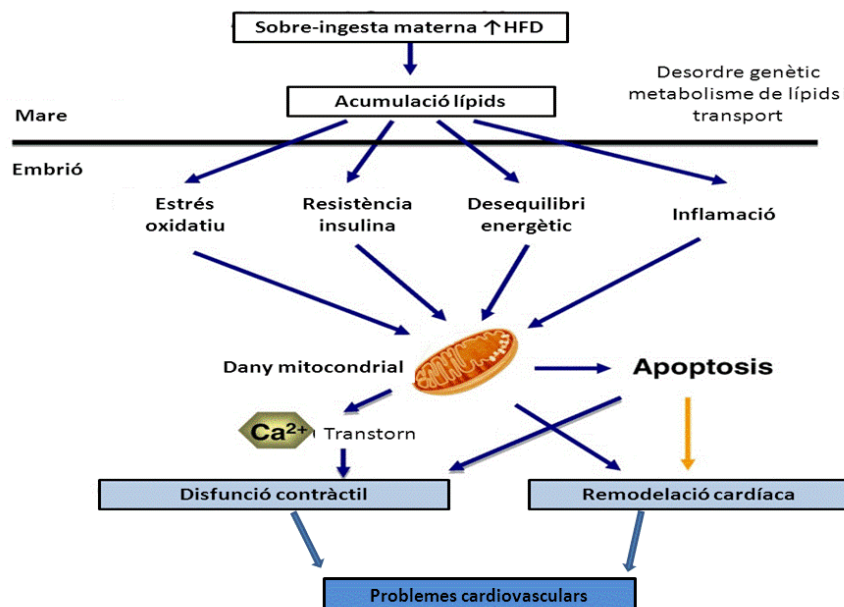 Sobre-ingesta materna ↑HFD
Acumulació lípids
Desordre genètic
metabolisme de lípids
transport
Mare
Embrió
Estrés
oxidatiu
Resistència
insulina
Desequilibri
energètic
Inflamació
Dany mitocondrial
Apoptosis
Ca²⁺ Transtorn
Disfunció contràctil
Remodelació cardíaca
Problemes cardiovasculars